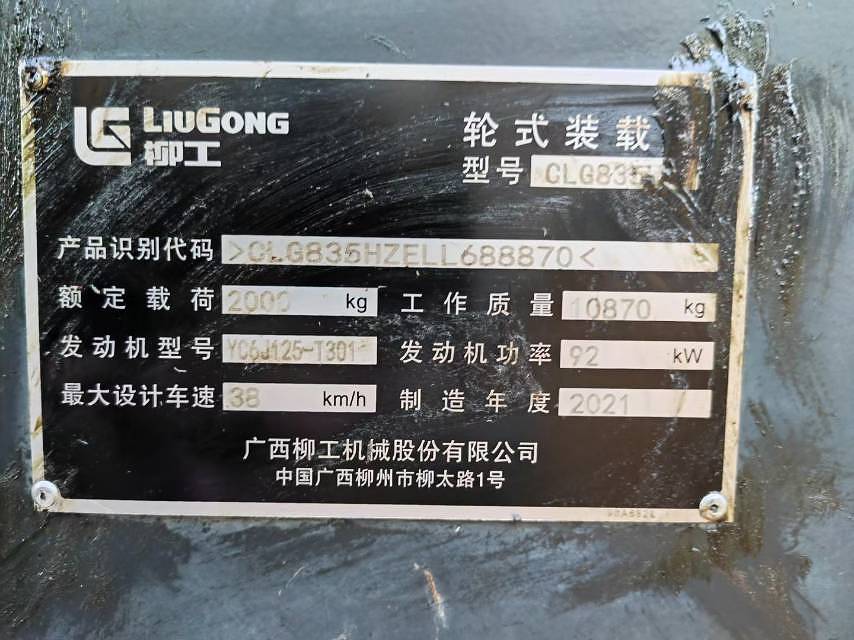 LIUGONG
柳工
轮式装载
型号 CLG835
产品识别代码 >CLG835HZELL688870<
额定载荷 2000 kg 工作质量 10870 kg
发动机型号 YC6J125-T301 发动机功率 92 kW
最大设计车速 38 km/h 制造年度 2021
广西柳工机械股份有限公司
中国广西柳州市柳太路1号